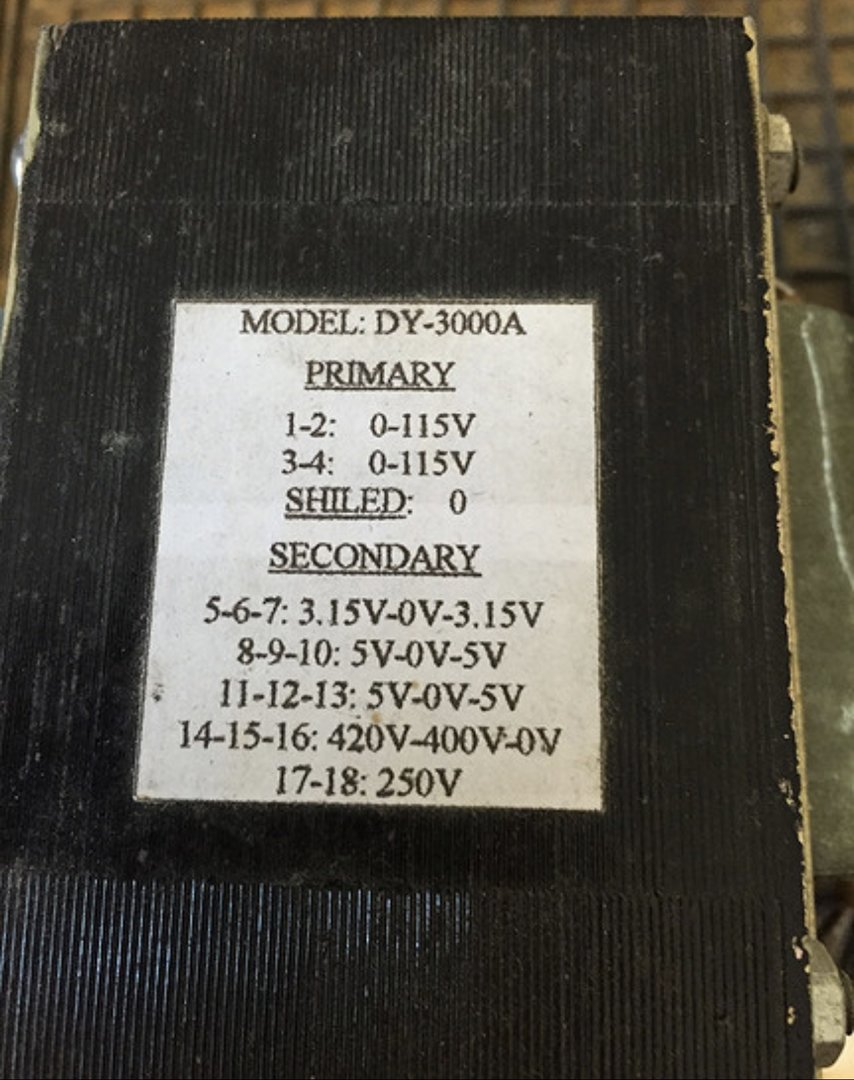 MODEL: DY-3000A
PRIMARY
1-2: 0-115V
3-4: 0-115V
SHILED: 0
SECONDARY
5-6-7: 3.15V-0V-3.15V
8-9-10: 5V-0V-5V
11-12-13: 5V-0V-5V
14-15-16: 420V-400V-0V
17-18: 250V